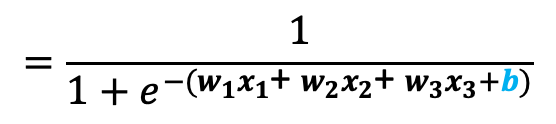 = 1 / (1 + e^−(w₁x₁+ w₂x₂+ w₃x₃+b))